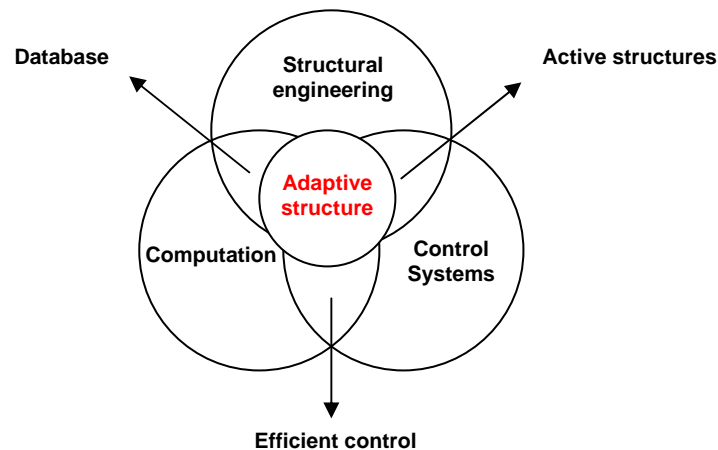 Database
Structural
engineering
Active structures
Adaptive
structure
Computation
Control
Systems
Efficient control